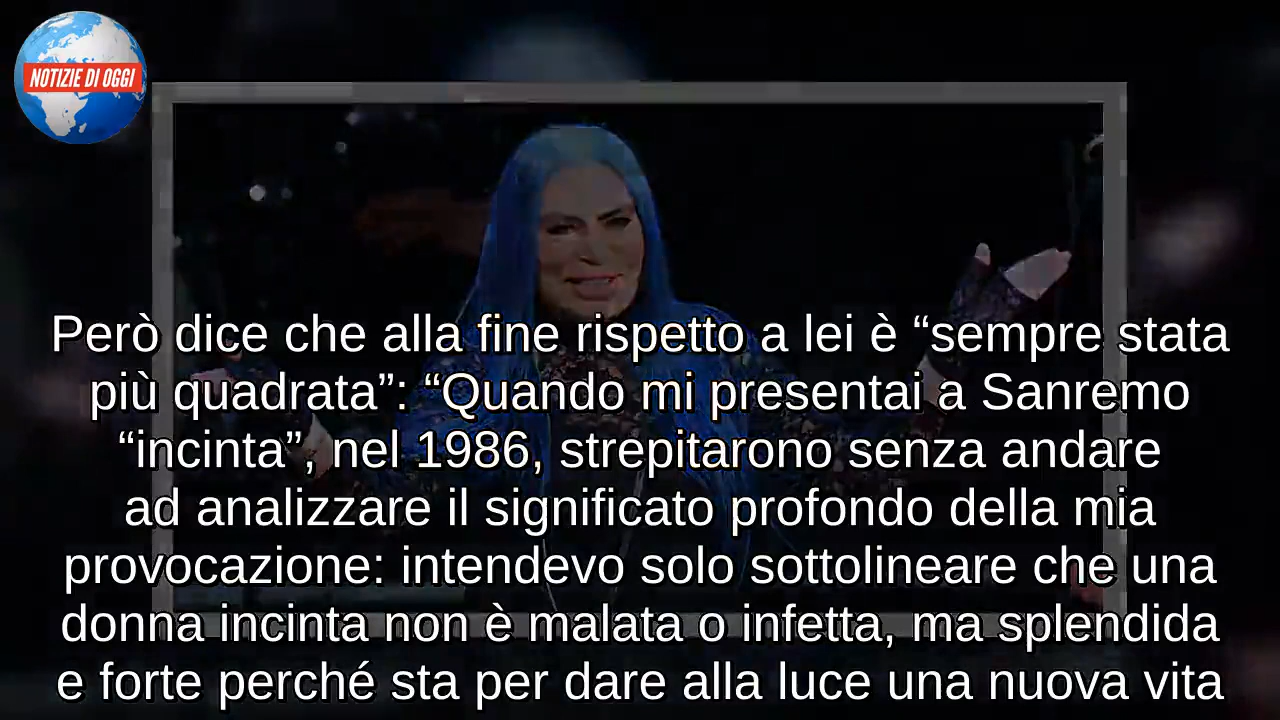 NOTIZIE DI OGGI
Però dice che alla fine rispetto a lei è “sempre stata
più quadrata”: “Quando mi presentai a Sanremo
“incinta”, nel 1986, strepitarono senza andare
ad analizzare il significato profondo della mia
provocazione: intendevo solo sottolineare che una
donna incinta non è malata o infetta, ma splendida
e forte perché sta per dare alla luce una nuova vita